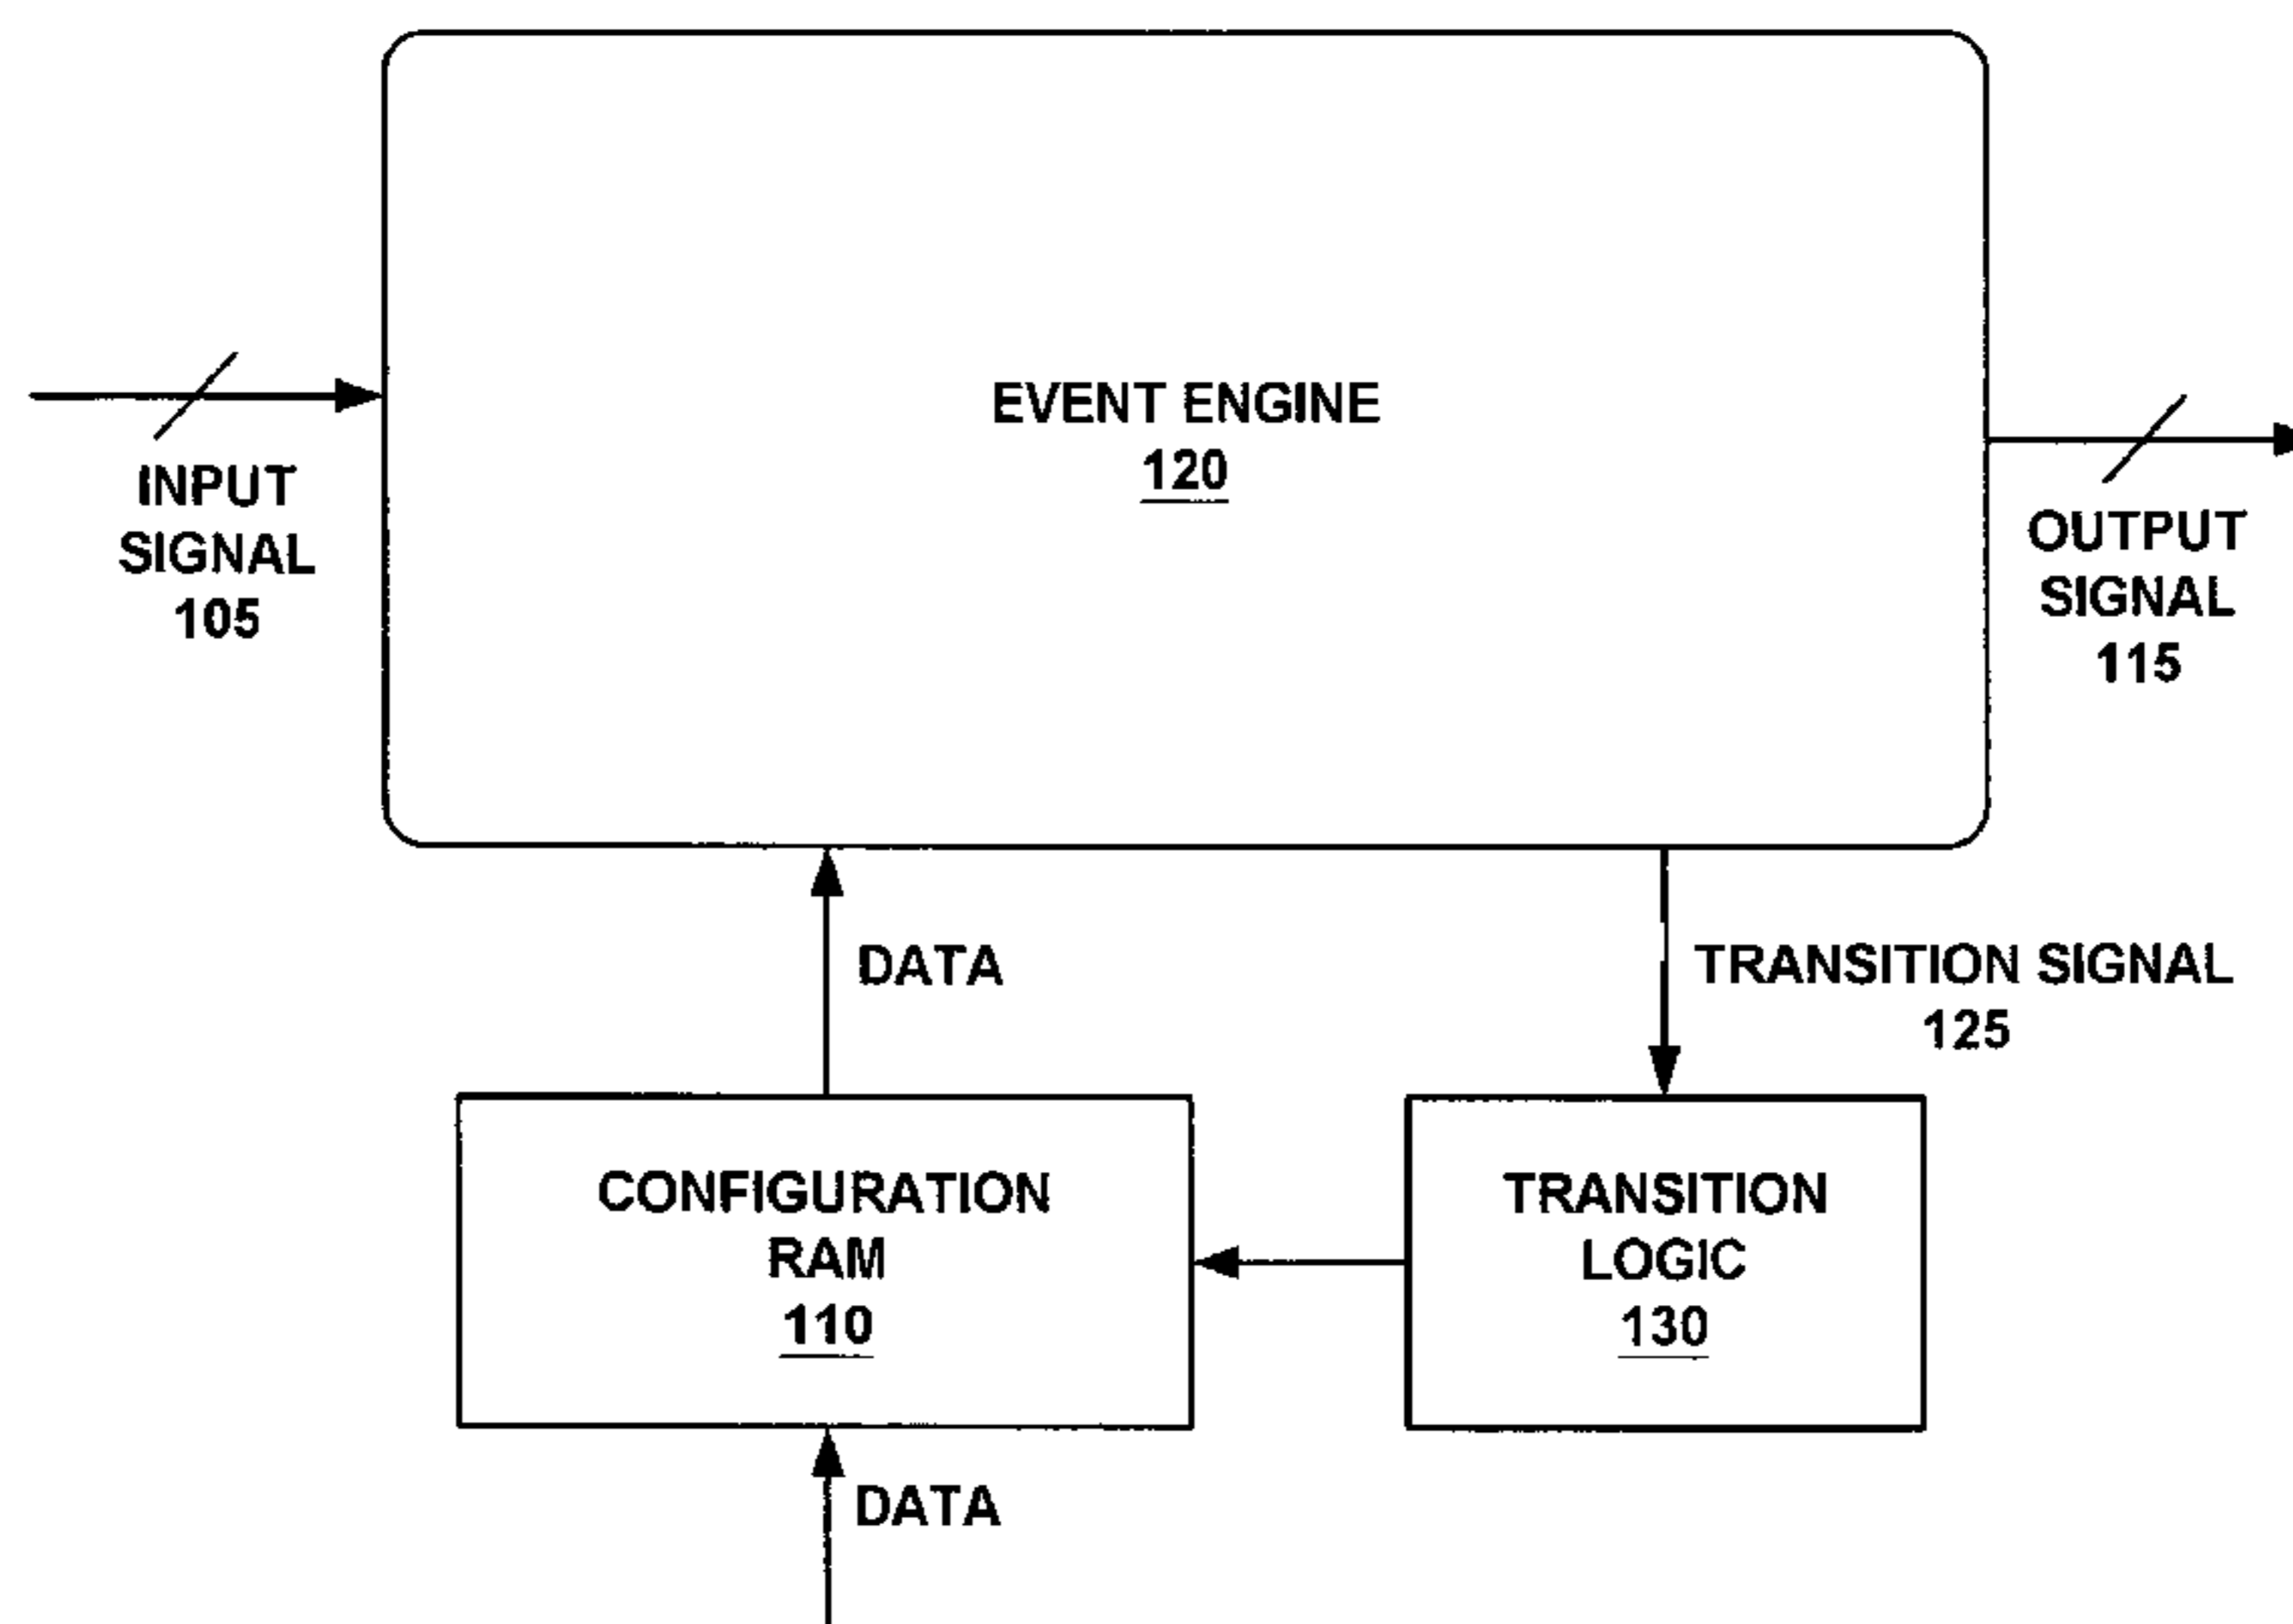 EVENT ENGINE
120
INPUT
SIGNAL
105
OUTPUT
SIGNAL
115
DATA
TRANSITION SIGNAL
125
CONFIGURATION
RAM
110
TRANSITION
LOGIC
130
DATA